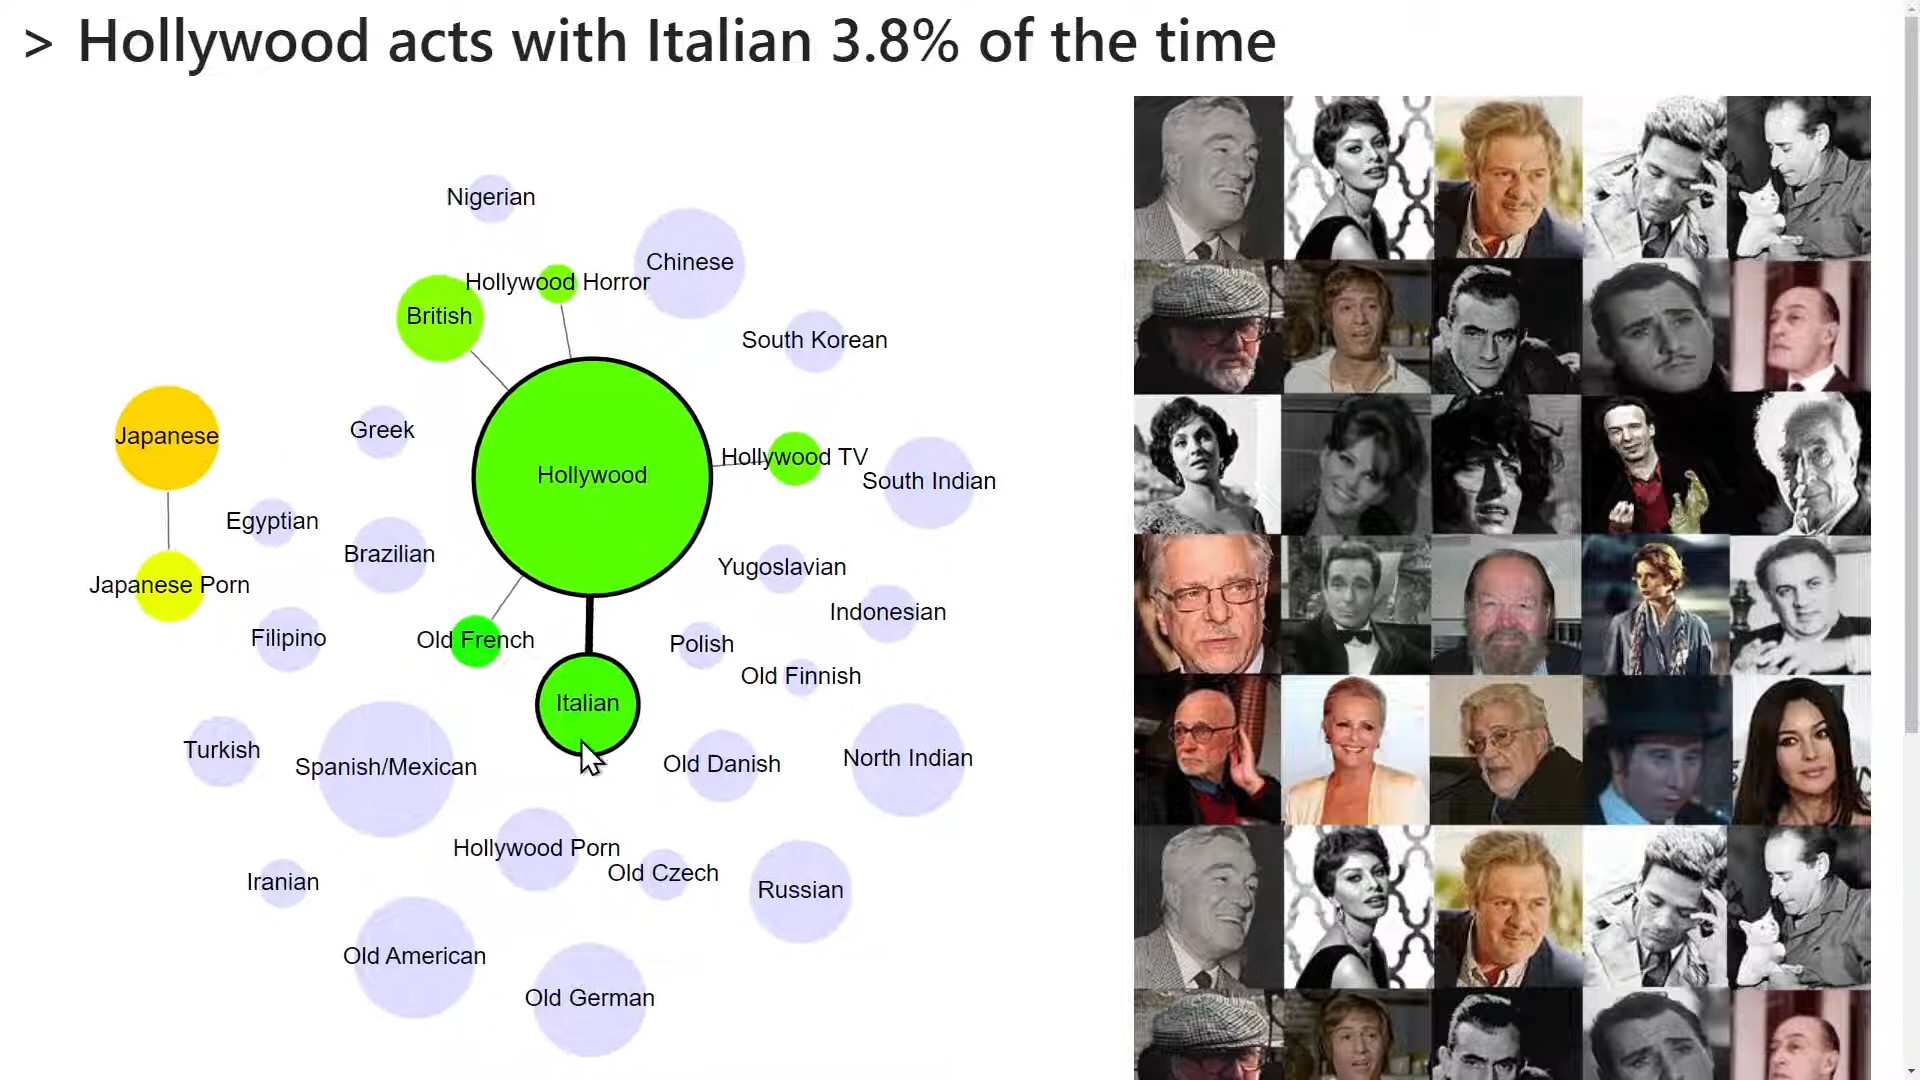 > Hollywood acts with Italian 3.8% of the time
Nigerian
Chinese
Hollywood Horror
British
South Korean
Greek
Japanese
Hollywood
Hollywood TV
South Indian
Egyptian
Brazilian
Yugoslavian
Japanese Porn
Indonesian
Filipino
Old French
Polish
Old Finnish
Italian
Turkish
Spanish/Mexican
Old Danish
North Indian
Hollywood Porn
Old Czech
Iranian
Russian
Old American
Old German